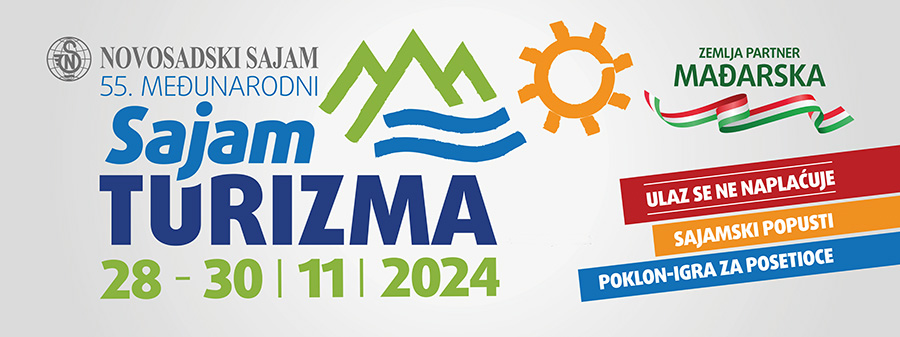 NOVOSADSKI SAJAM
55. MEĐUNARODNI
Sajam
TURIZMA
28 - 30 | 11 | 2024
ZEMLJA PARTNER
MAĐARSKA
ULAZ SE NE NAPLAĆUJE
SAJAMSKI POPUSTI
POKLON-IGRA ZA POSETIOCE